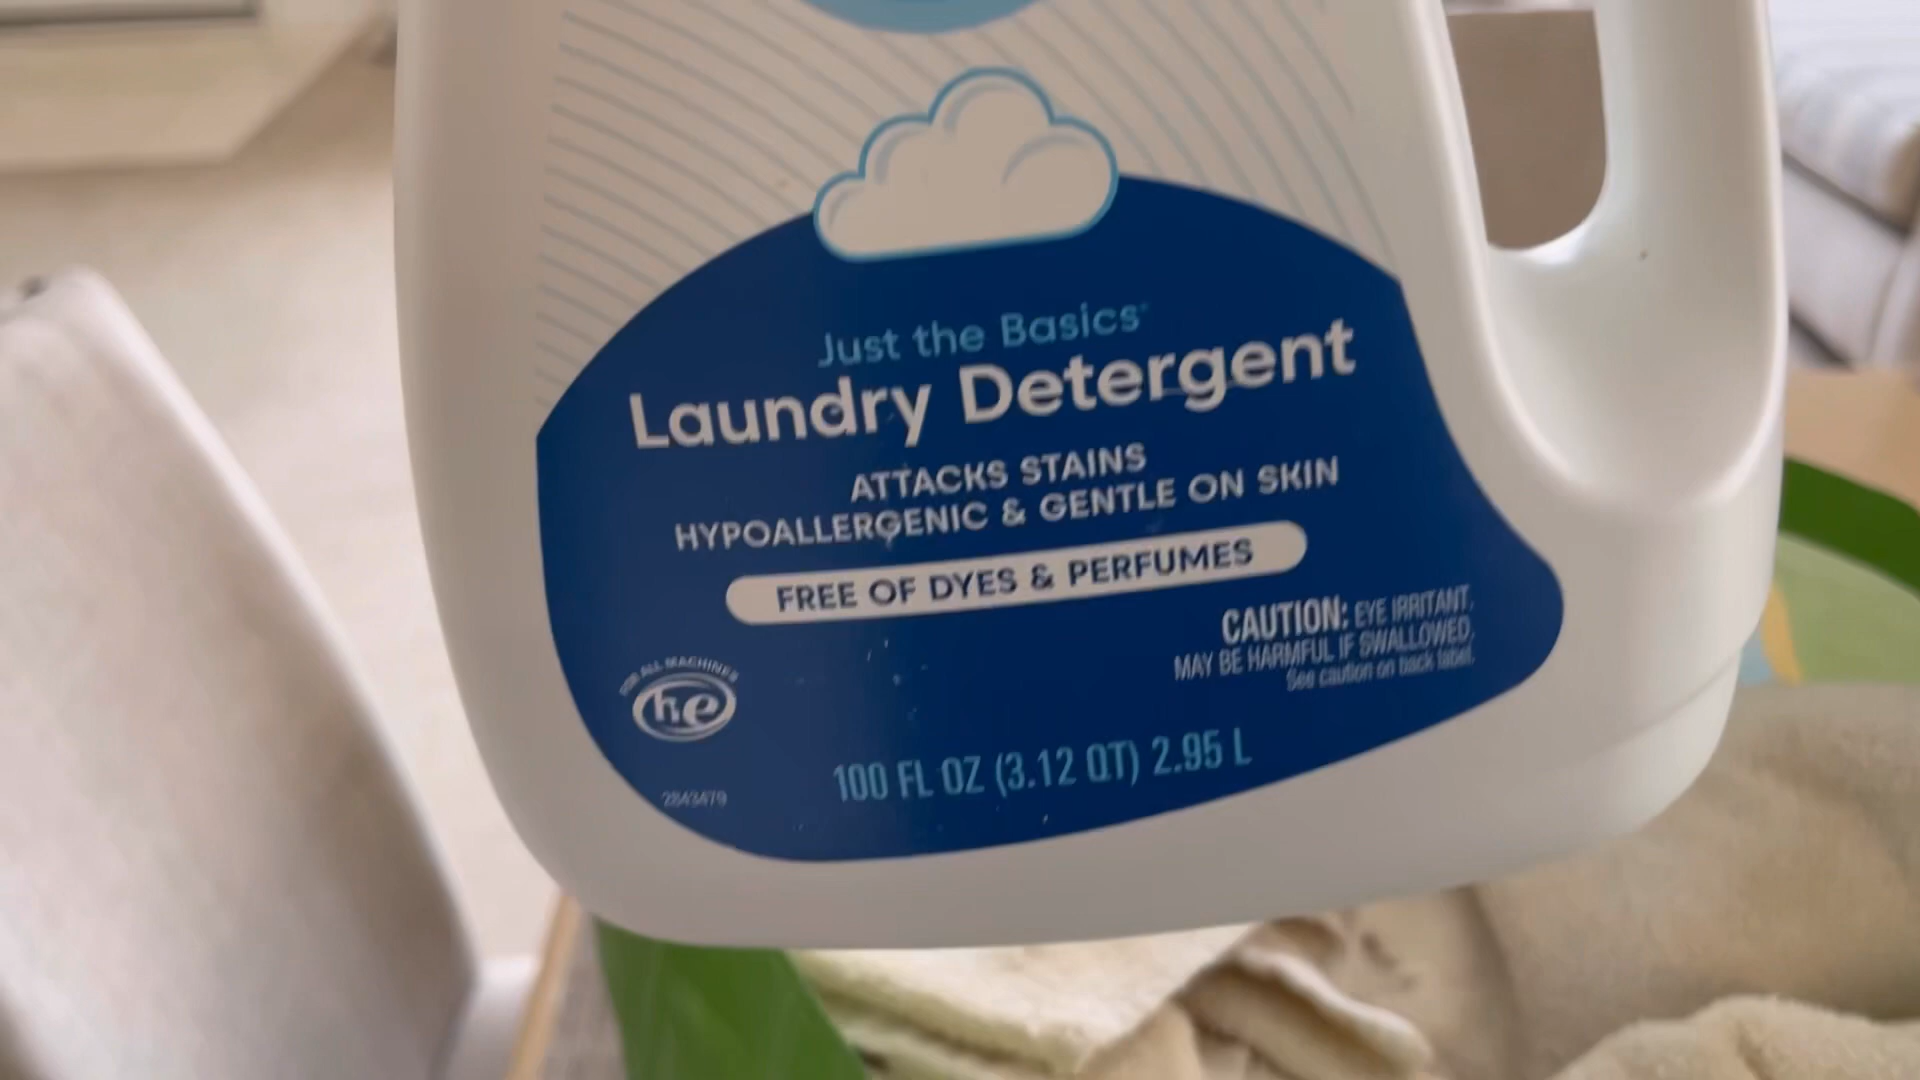 Just the Basics
Laundry Detergent
ATTACKS STAINS
HYPOALLERGENIC & GENTLE ON SKIN
FREE OF DYES & PERFUMES
CAUTION: EYE IRRITANT.
MAY BE HARMFUL IF SWALLOWED.
See caution on back label.
FOR ALL MACHINES
he
100 FL OZ (3.12 QT) 2.95 L
2843479